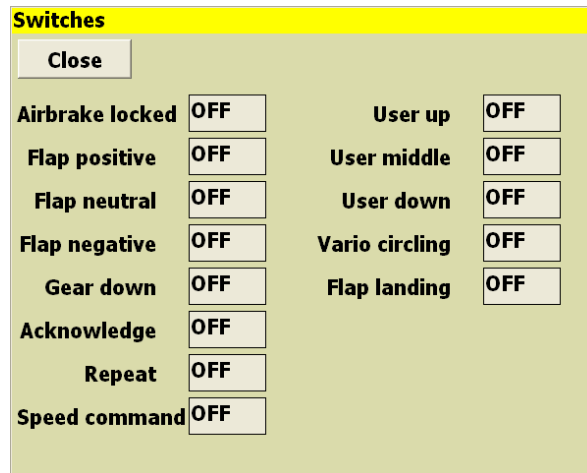 Switches
Close
Airbrake locked OFF User up OFF
Flap positive OFF User middle OFF
Flap neutral OFF User down OFF
Flap negative OFF Vario circling OFF
Gear down OFF Flap landing OFF
Acknowledge OFF
Repeat OFF
Speed command OFF